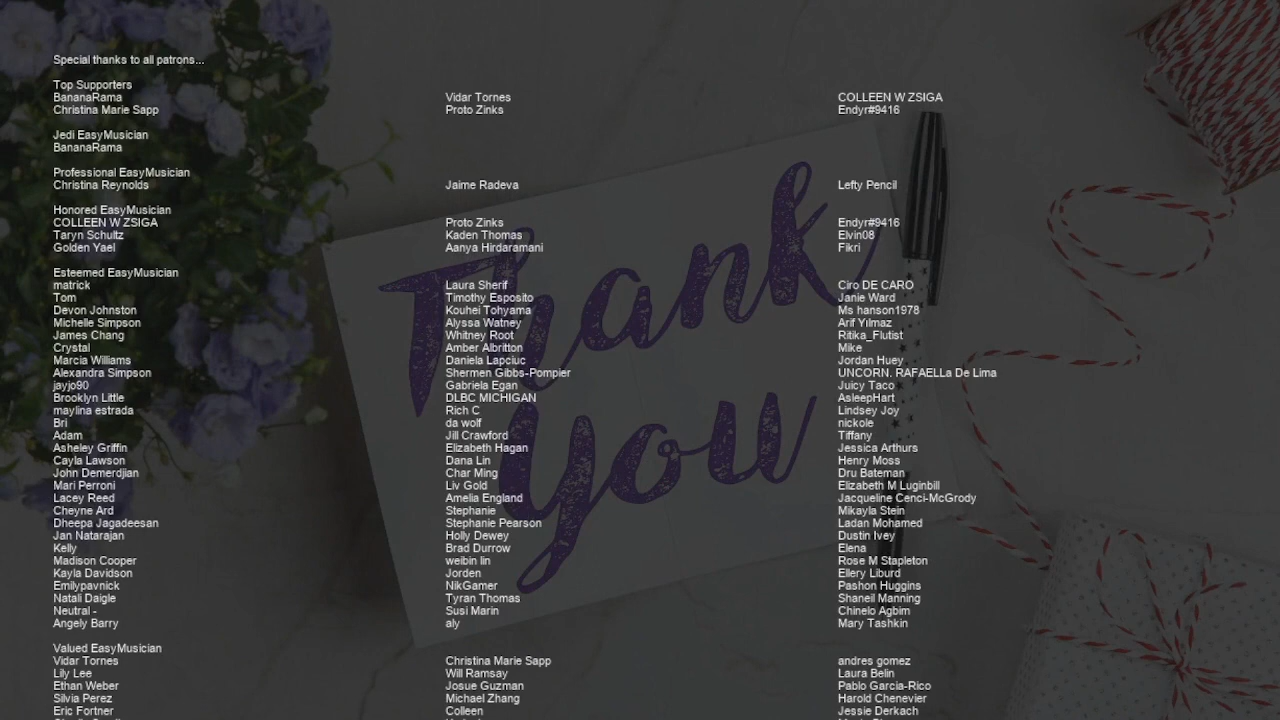 Special thanks to all patrons...
Top Supporters
BananaRama Vidar Tornes COLLEEN W ZSIGA
Christina Marie Sapp Proto Zinks Endyr#9416
Jedi EasyMusician
BananaRama
Professional EasyMusician
Christina Reynolds Jaime Radeva Lefty Pencil
Honored EasyMusician
COLLEEN W ZSIGA Proto Zinks Endyr#9416
Taryn Schultz Kaden Thomas Elvin08
Golden Yael Aanya Hirdaramani Fikri
Esteemed EasyMusician
matrick Laura Sherif Ciro DE CARO
Tom Timothy Esposito Janie Ward
Devon Johnston Kouhei Tohyama Ms hanson1978
Michelle Simpson Alyssa Watney Arif Yılmaz
James Chang Whitney Root Ritika_Flutist
Crystal Amber Albritton Mike
Marcia Williams Daniela Lapciuc Jordan Huey
Alexandra Simpson Shermen Gibbs-Pompier UNCORN. RAFAELLa De Lima
jayjo90 Gabriela Egan Juicy Taco
Brooklyn Little DLBC MICHIGAN AsleepHart
maylina estrada Rich C Lindsey Joy
Bri da wolf nickole
Adam Jill Crawford Tiffany
Asheley Griffin Elizabeth Hagan Jessica Arthurs
Cayla Lawson Dana Lin Henry Moss
John Demerdjian Char Ming Dru Bateman
Mari Perroni Liv Gold Elizabeth M Luginbill
Lacey Reed Amelia England Jacqueline Cenci-McGrody
Cheyne Ard Stephanie Mikayla Stein
Dheepa Jagadeesan Stephanie Pearson Ladan Mohamed
Jan Natarajan Holly Dewey Dustin Ivey
Kelly Brad Durrow Elena
Madison Cooper weibin lin Rose M Stapleton
Kayla Davidson Jorden Ellery Liburd
Emilypavnick NikGamer Pashon Huggins
Natali Daigle Tyran Thomas Shaneil Manning
Neutral - Susi Marin Chinelo Agbim
Angely Barry aly Mary Tashkin
Valued EasyMusician
Vidar Tornes Christina Marie Sapp andres gomez
Lily Lee Will Ramsay Laura Belin
Ethan Weber Josue Guzman Pablo Garcia-Rico
Silvia Perez Michael Zhang Harold Chenevier
Eric Fortner Colleen Jessie Derkach
Thank
you